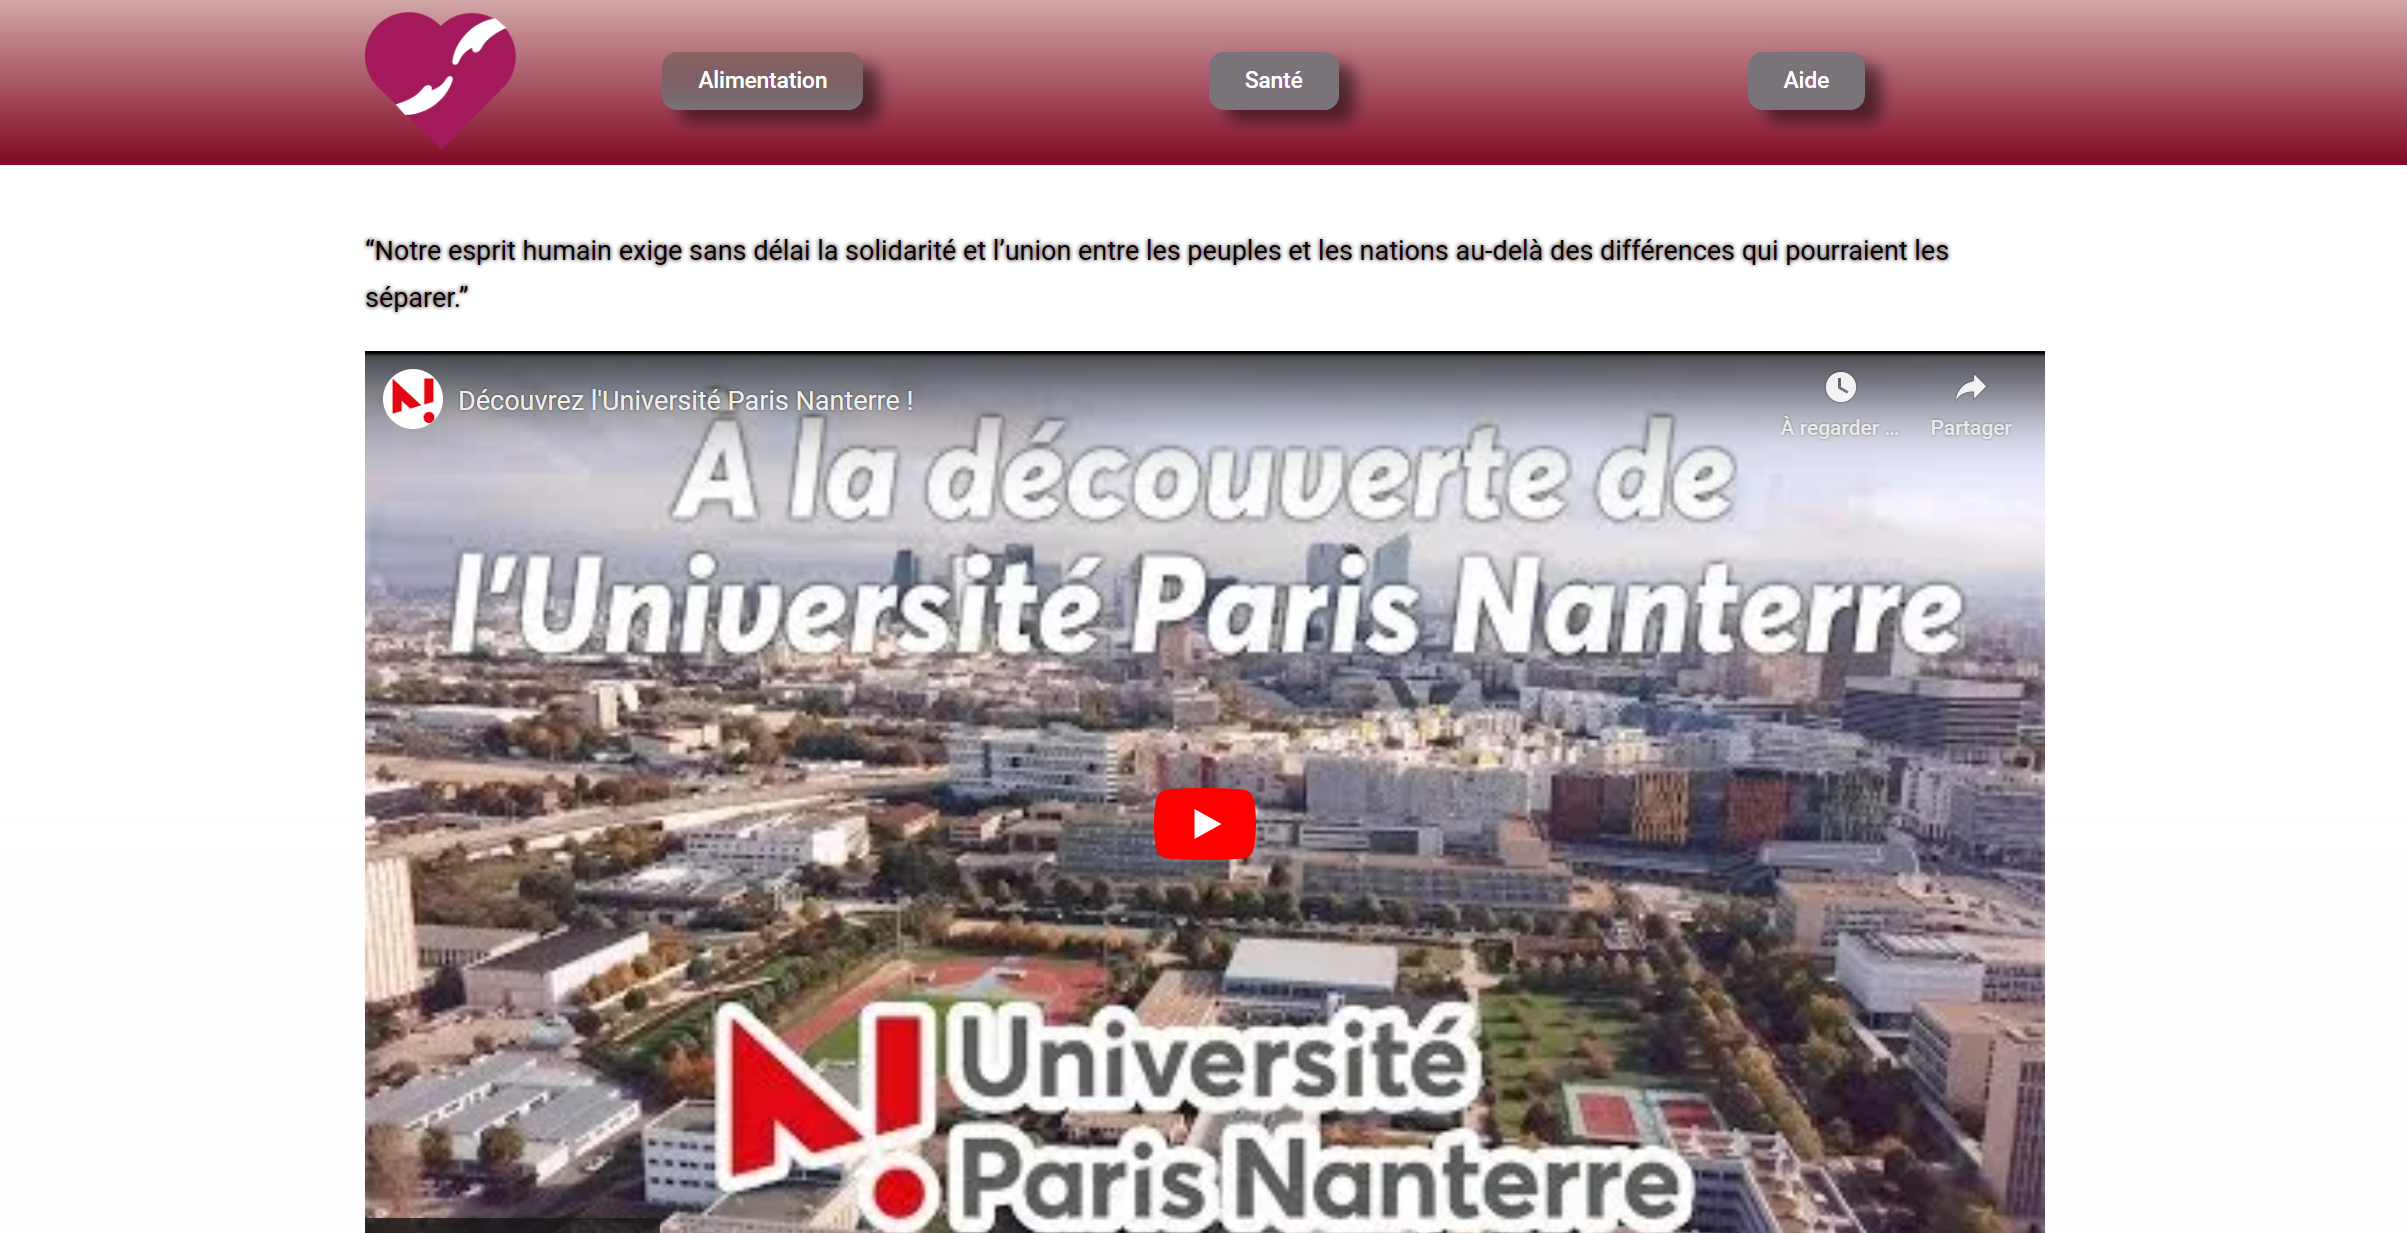 Alimentation
Santé
Aide
“Notre esprit humain exige sans délai la solidarité et l’union entre les peuples et les nations au-delà des différences qui pourraient les
séparer.”
Découvrez l'Université Paris Nanterre !
À regarder ...
Partager
À la découverte de
l’Université Paris Nanterre
Université
Paris Nanterre